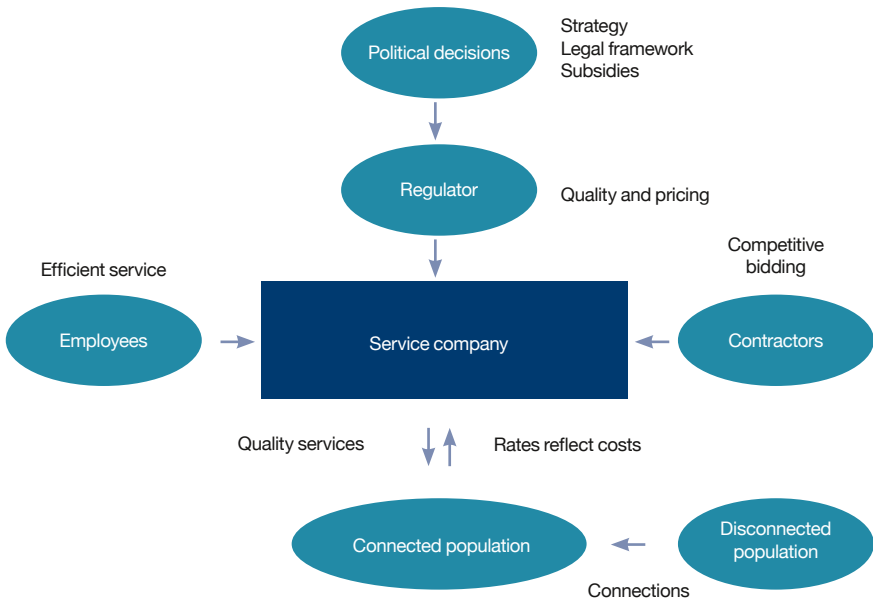 Political decisions
Strategy
Legal framework
Subsidies
Regulator
Quality and pricing
Efficient service
Competitive
bidding
Employees
Service company
Contractors
Quality services
Rates reflect costs
Connected population
Disconnected
population
Connections